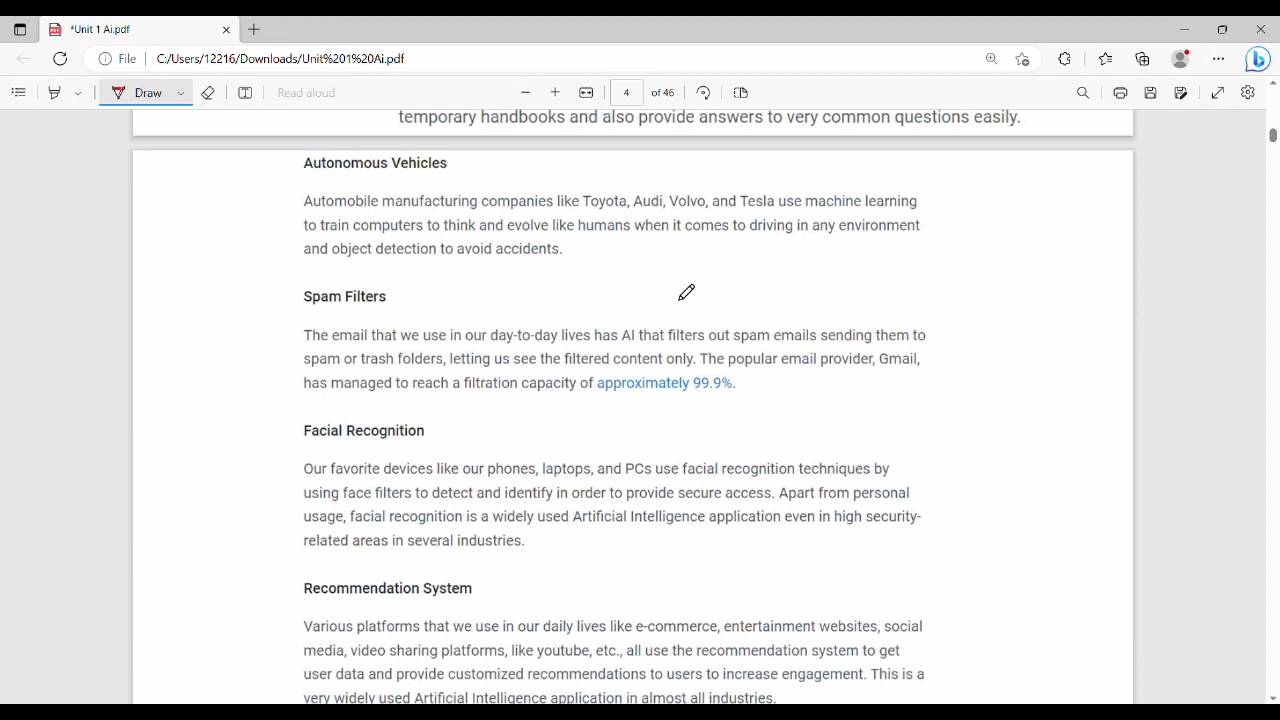 *Unit 1 Ai.pdf
File
C:/Users/12216/Downloads/Unit%201%20Ai.pdf
Draw
Read aloud
4 of 46
temporary handbooks and also provide answers to very common questions easily.
Autonomous Vehicles
Automobile manufacturing companies like Toyota, Audi, Volvo, and Tesla use machine learning
to train computers to think and evolve like humans when it comes to driving in any environment
and object detection to avoid accidents.
Spam Filters
The email that we use in our day-to-day lives has AI that filters out spam emails sending them to
spam or trash folders, letting us see the filtered content only. The popular email provider, Gmail,
has managed to reach a filtration capacity of approximately 99.9%.
Facial Recognition
Our favorite devices like our phones, laptops, and PCs use facial recognition techniques by
using face filters to detect and identify in order to provide secure access. Apart from personal
usage, facial recognition is a widely used Artificial Intelligence application even in high security-
related areas in several industries.
Recommendation System
Various platforms that we use in our daily lives like e-commerce, entertainment websites, social
media, video sharing platforms, like youtube, etc., all use the recommendation system to get
user data and provide customized recommendations to users to increase engagement. This is a
very widely used Artificial Intelligence application in almost all industries.